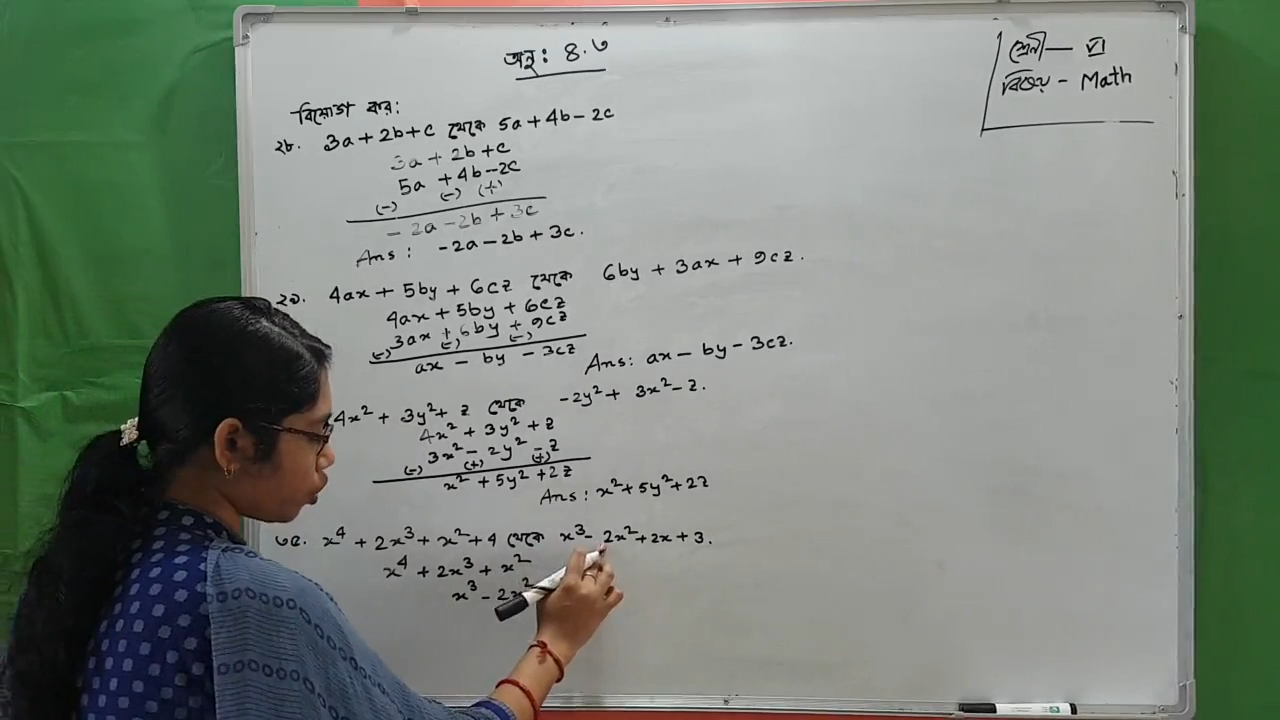 অনু: ৪.৩
শ্রেণী — VI
বিষয় - Math
বিয়োগ কর:
২৮. 3a + 2b + c থেকে 5a + 4b - 2c
3a + 2b + c
5a + 4b - 2c
(-) (-) (+)
- 2a - 2b + 3c
Ans: -2a - 2b + 3c.
২৯. 4ax + 5by + 6cz থেকে 6by + 3ax + 9cz.
4ax + 5by + 6cz
3ax + 6by + 9cz
(-) (-) (-)
ax - by - 3cz
Ans: ax - by - 3cz.
4x² + 3y² + z থেকে -2y² + 3x² - z.
4x² + 3y² + z
3x² - 2y² - z
(-) (+) (+)
x² + 5y² + 2z
Ans: x² + 5y² + 2z
৩৫. x⁴ + 2x³ + x² + 4 থেকে x³ - 2x² + 2x + 3.
x⁴ + 2x³ + x²
x³ - 2x²